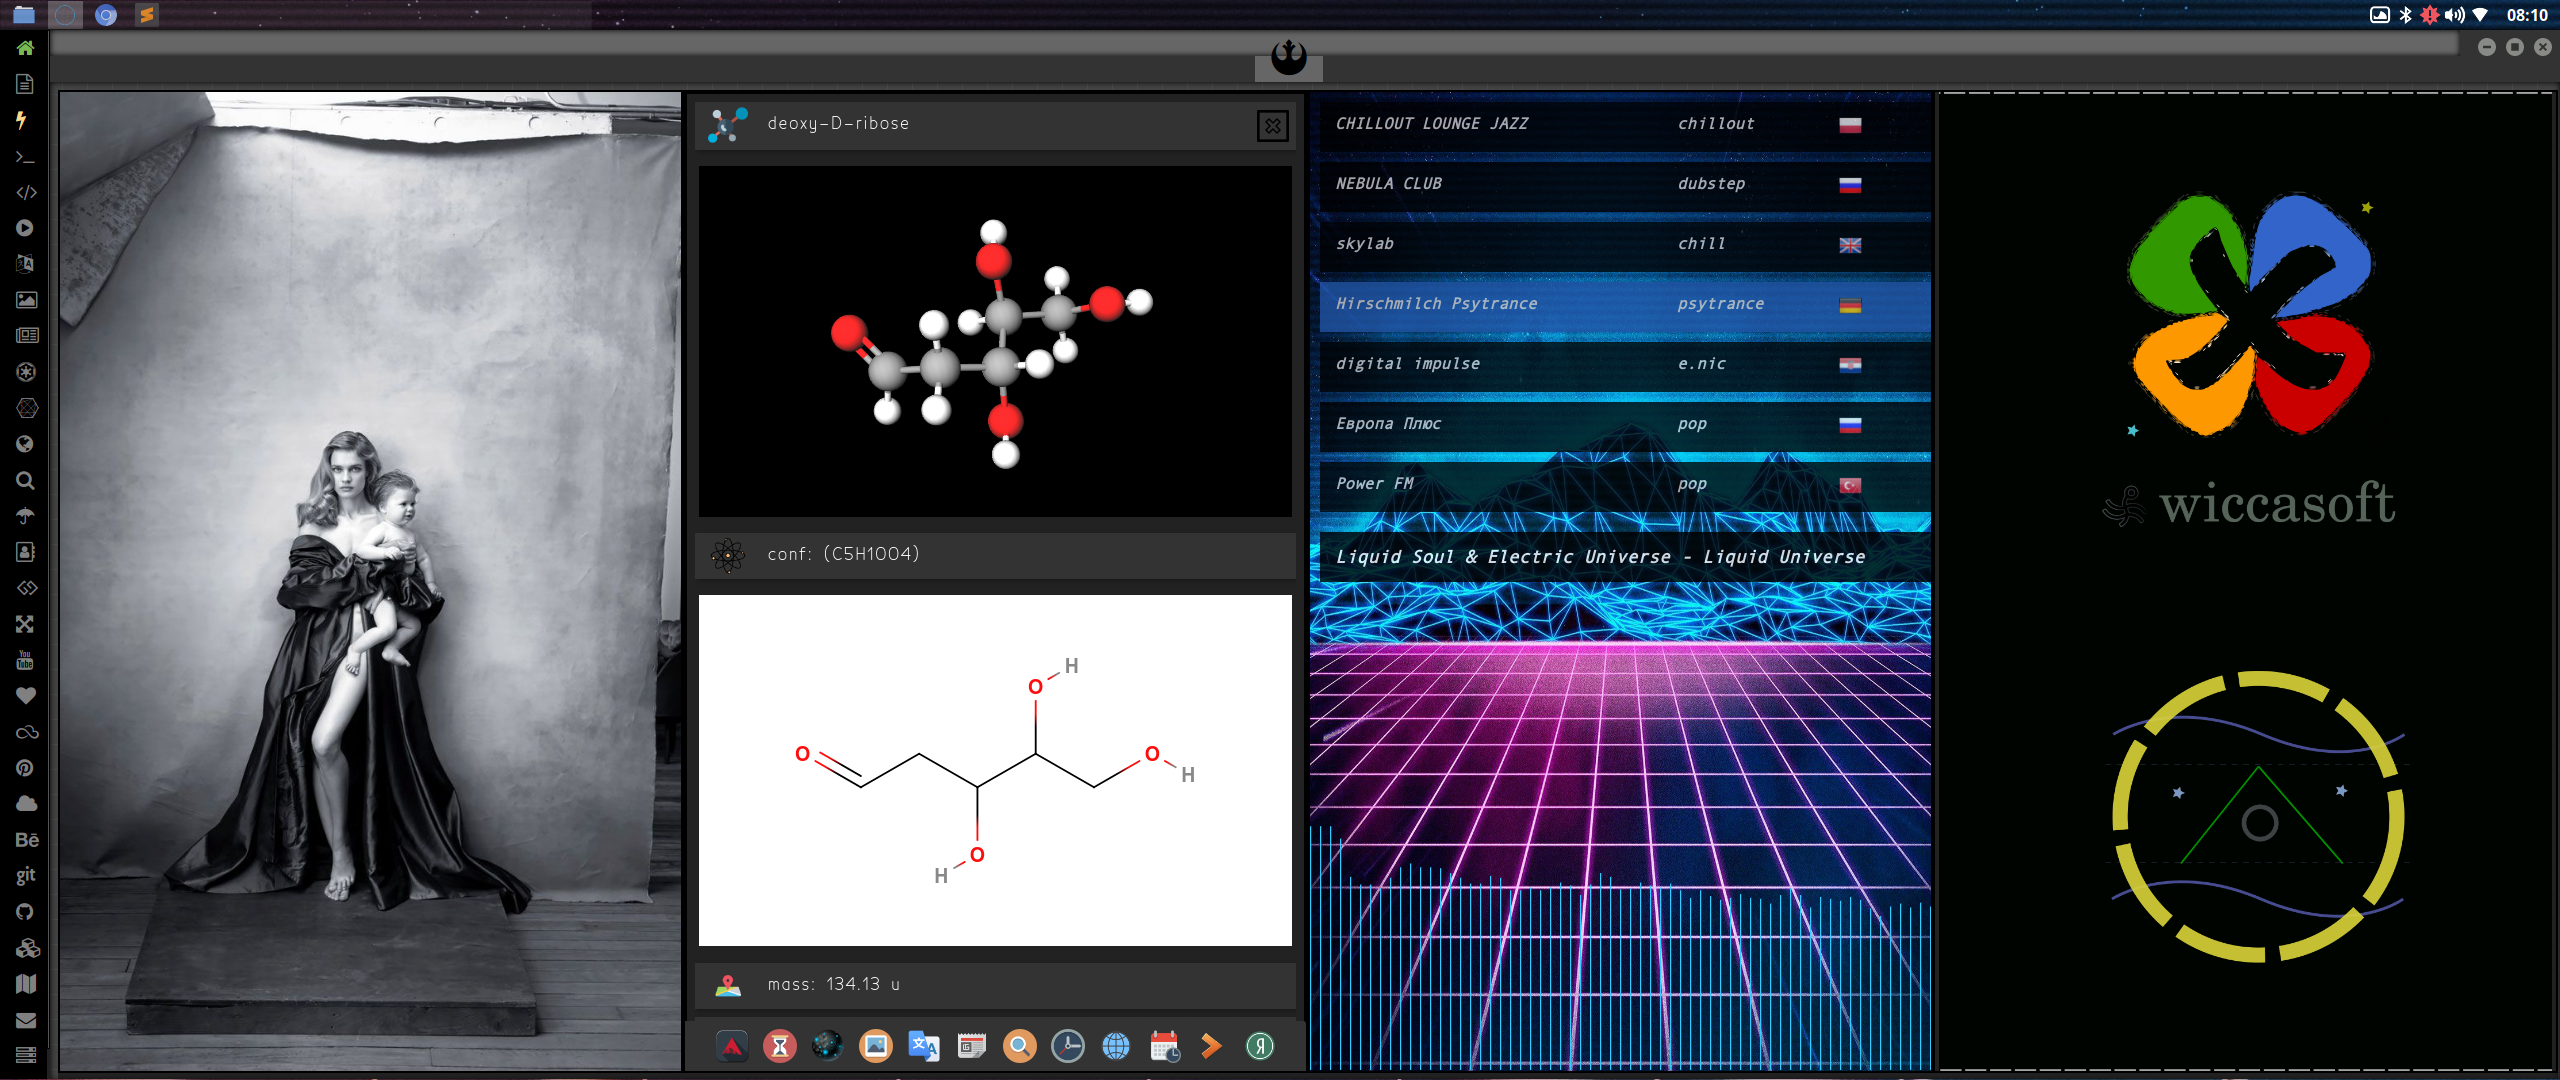 08:10
You
Tube
Bē
git
deoxy-D-ribose
conf: (C5H10O4)
O
H
O
O
H
O
H
mass: 134.13 u
CHILLOUT LOUNGE JAZZ chillout
NEBULA CLUB dubstep
skylab chill
Hirschmilch Psytrance psytrance
digital impulse e.nic
Европа Плюс pop
Power FM pop
Liquid Soul & Electric Universe - Liquid Universe
wiccasoft